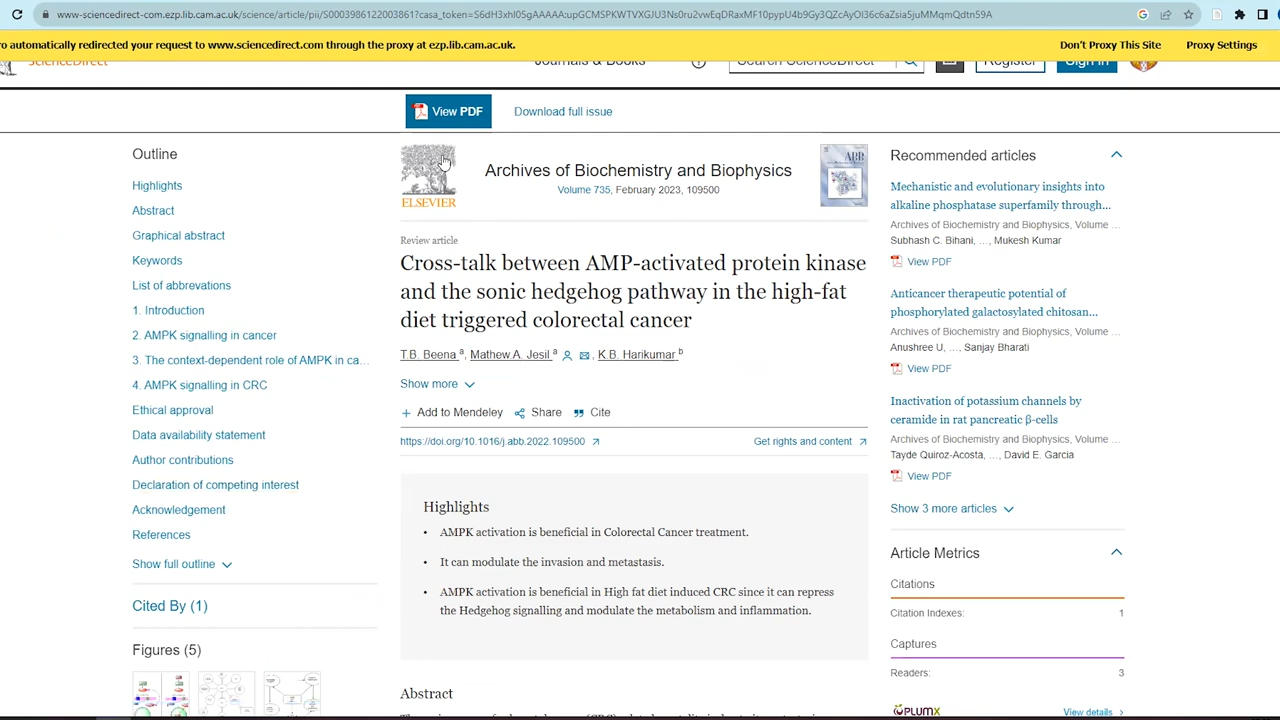 www-sciencedirect-com.ezp.lib.cam.ac.uk/science/article/pii/S0003986122003861?casa_token=S6dH3xhI05gAAAAA:upGCMSPKWTVXGJU3Ns0ru2vwEqDRaxMF10pypU4b9Gy3QZcAyOl36c6aZsia5juMMqmQdtn59A
o automatically redirected your request to www.sciencedirect.com through the proxy at ezp.lib.cam.ac.uk.
Don't Proxy This Site
Proxy Settings
ScienceDirect
Journals & Books
Search ScienceDirect
Register
Sign in
View PDF
Download full issue
Outline
Highlights
Abstract
Graphical abstract
Keywords
List of abbrevations
1. Introduction
2. AMPK signalling in cancer
3. The context-dependent role of AMPK in ca...
4. AMPK signalling in CRC
Ethical approval
Data availability statement
Author contributions
Declaration of competing interest
Acknowledgement
References
Show full outline
Cited By (1)
Figures (5)
ELSEVIER
Archives of Biochemistry and Biophysics
Volume 735, February 2023, 109500
ABB
Review article
Cross-talk between AMP-activated protein kinase
and the sonic hedgehog pathway in the high-fat
diet triggered colorectal cancer
T.B. Beena a, Mathew A. Jesil a, K.B. Harikumar b
Show more
Add to Mendeley
Share
Cite
https://doi.org/10.1016/j.abb.2022.109500
Get rights and content
Highlights
• AMPK activation is beneficial in Colorectal Cancer treatment.
• It can modulate the invasion and metastasis.
• AMPK activation is beneficial in High fat diet induced CRC since it can repress
the Hedgehog signalling and modulate the metabolism and inflammation.
Abstract
Recommended articles
Mechanistic and evolutionary insights into
alkaline phosphatase superfamily through...
Archives of Biochemistry and Biophysics, Volume ...
Subhash C. Bihani, ..., Mukesh Kumar
View PDF
Anticancer therapeutic potential of
phosphorylated galactosylated chitosan...
Archives of Biochemistry and Biophysics, Volume ...
Anushree U, ..., Sanjay Bharati
View PDF
Inactivation of potassium channels by
ceramide in rat pancreatic β-cells
Archives of Biochemistry and Biophysics, Volume ...
Tayde Quiroz-Acosta, ..., David E. Garcia
View PDF
Show 3 more articles
Article Metrics
Citations
Citation Indexes: 1
Captures
Readers: 3
PLUMX
View details